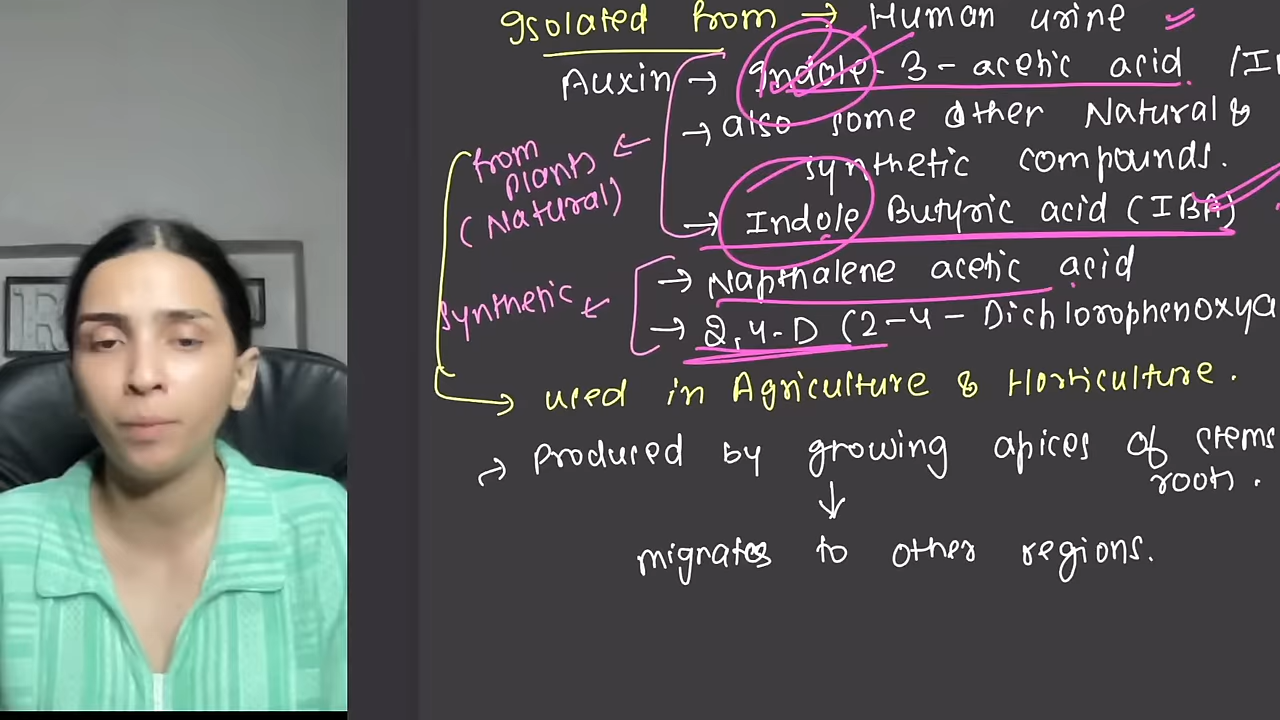 Isolated from → Human urine
Auxin → Indole-3-acetic acid
→ also some other Natural &
synthetic compounds.
from plants (Natural)
→ Indole Butyric acid (IBA)
→ Napthalene acetic acid
synthetic
→ 2,4-D (2-4-Dichlorophenoxya
used in Agriculture & Horticulture.
→ Produced by growing apices of stems
roots.
↓
migrates to other regions.